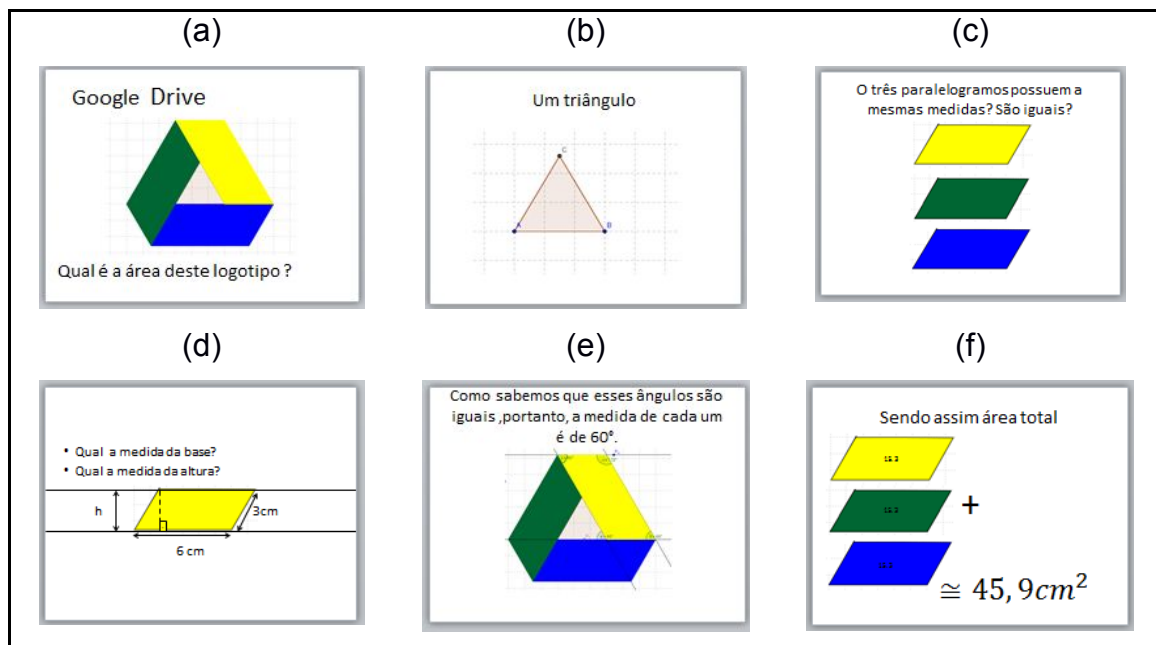 (a)
(b)
(c)
Google Drive
Qual é a área deste logotipo ?
Um triângulo
C
A
B
O três paralelogramos possuem a
mesmas medidas? São iguais?
(d)
(e)
(f)
• Qual a medida da base?
• Qual a medida da altura?
h
3cm
6 cm
Como sabemos que esses ângulos são
iguais ,portanto, a medida de cada um
é de 60°.
Sendo assim área total
+
≅ 45,9cm²